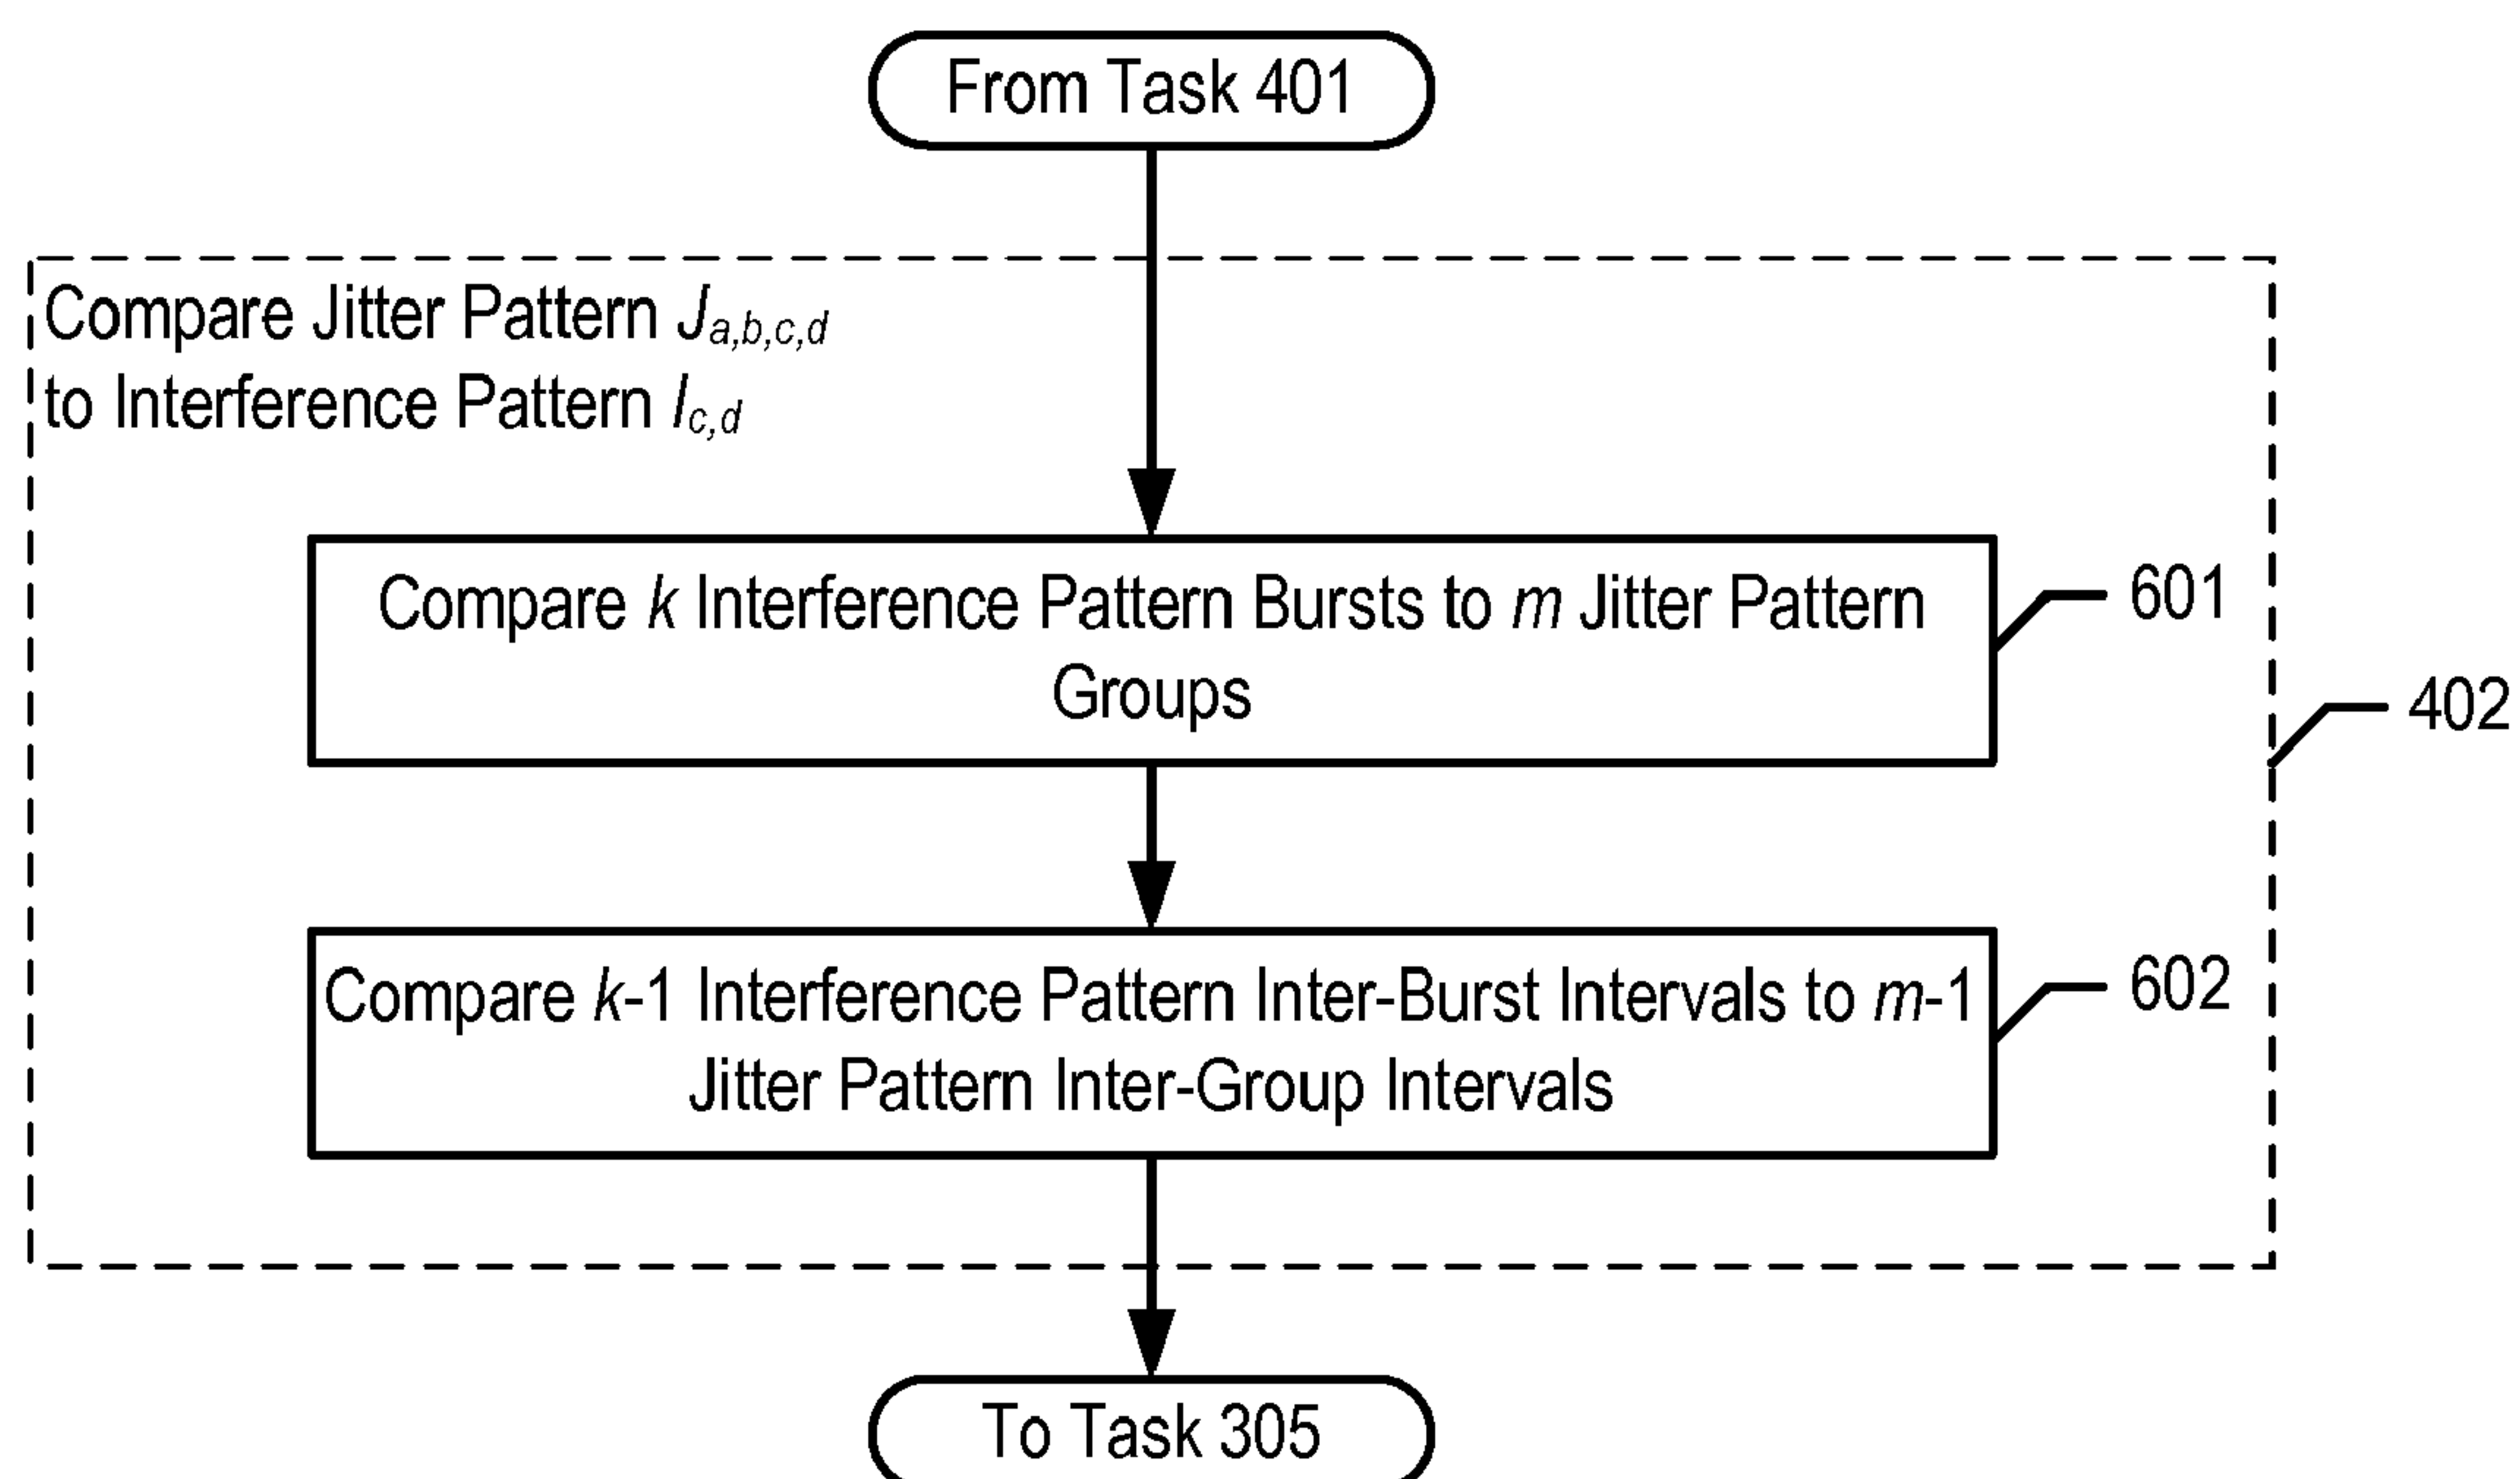 From Task 401
Compare Jitter Pattern Ja,b,c,d
to Interference Pattern Ic,d
Compare k Interference Pattern Bursts to m Jitter Pattern
Groups
601
402
Compare k-1 Interference Pattern Inter-Burst Intervals to m-1
Jitter Pattern Inter-Group Intervals
602
To Task 305